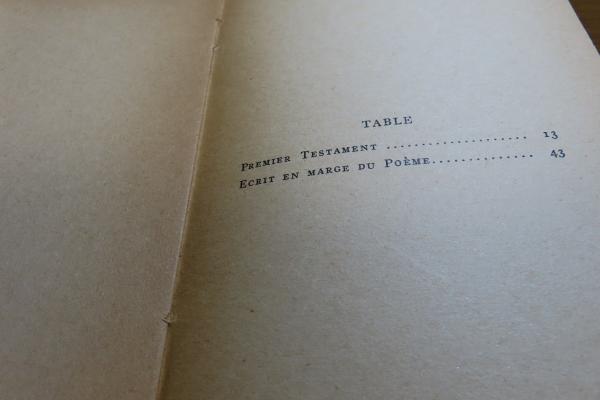 TABLE
Premier Testament .................... 13
Ecrit en marge du Poème............... 43